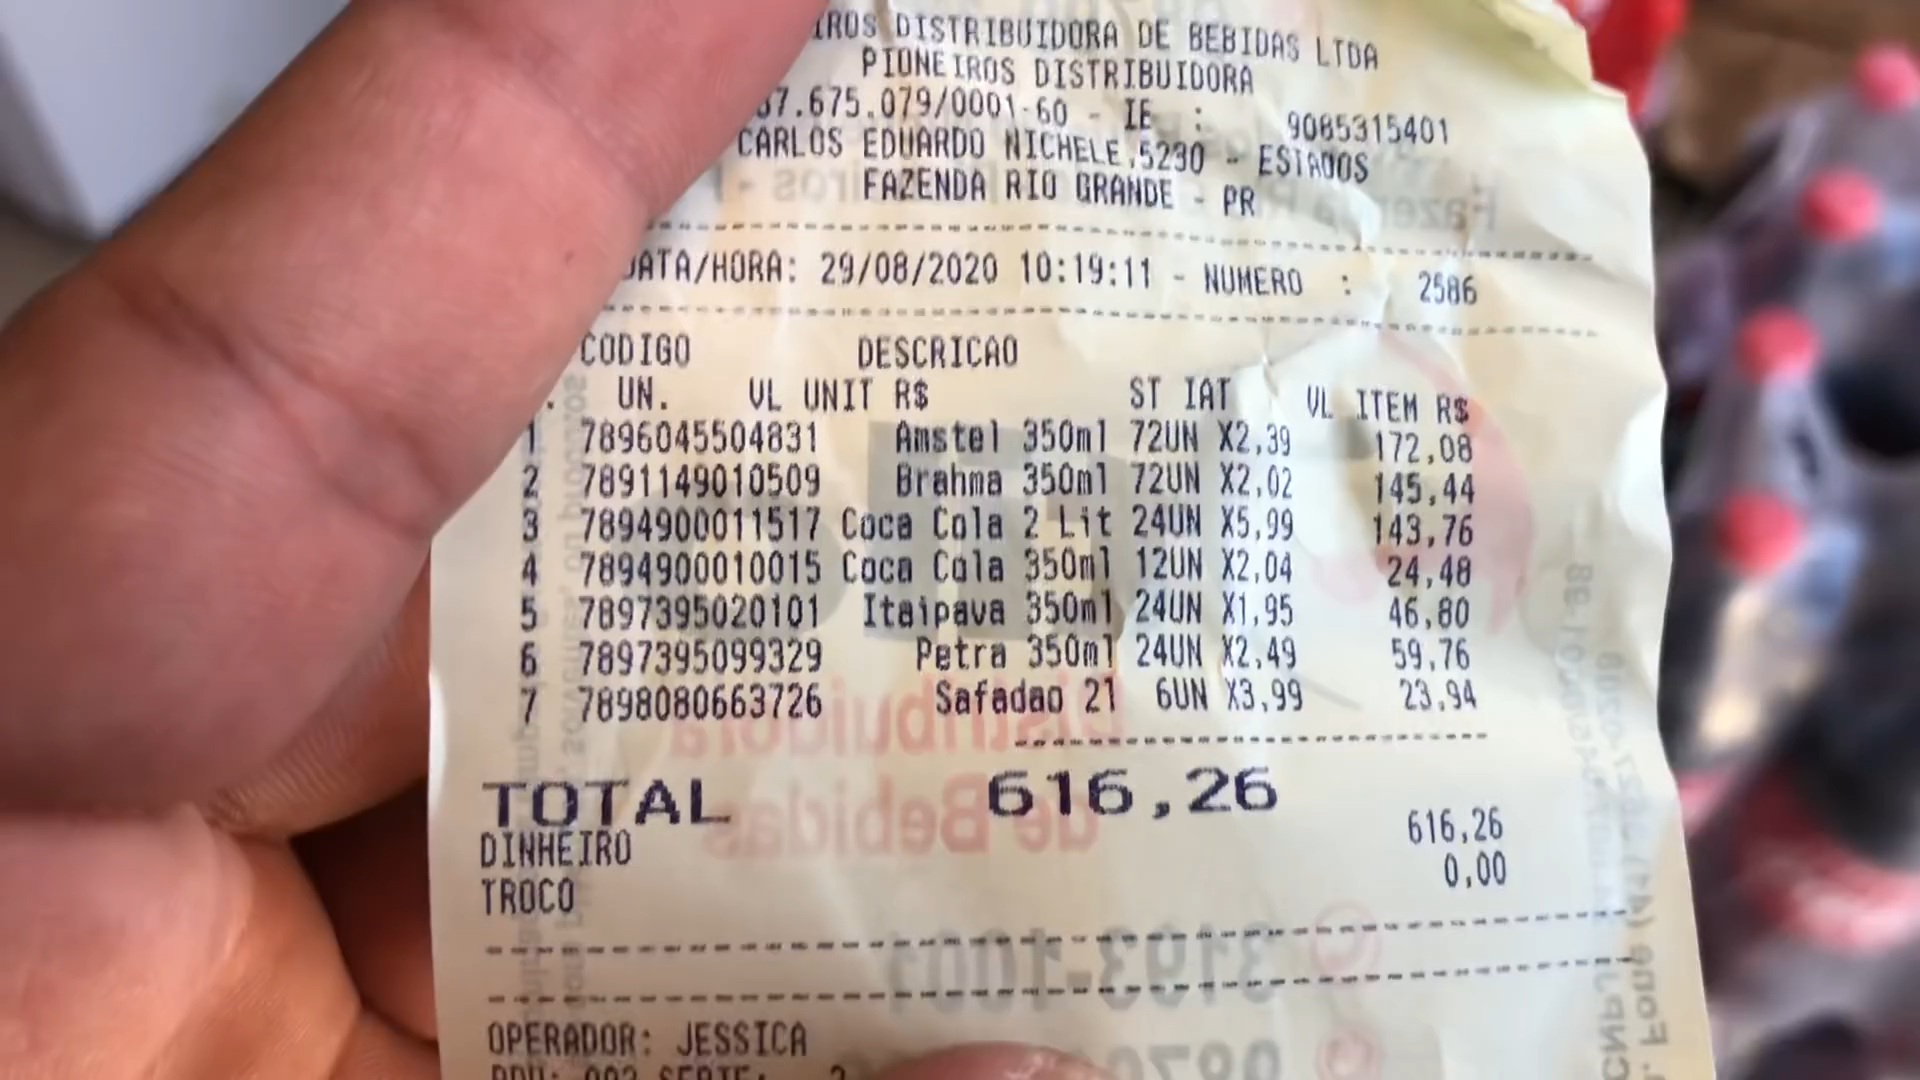 IROS DISTRIBUIDORA DE BEBIDAS LTDA
PIONEIROS DISTRIBUIDORA
37.675.079/0001-60 - IE : 9085315401
CARLOS EDUARDO NICHELE,5230 - ESTADOS
FAZENDA RIO GRANDE - PR
DATA/HORA: 29/08/2020 10:19:11 - NUMERO : 2586
CODIGO DESCRICAO
. UN. VL UNIT R$ ST IAT VL ITEM R$
1 7896045504831 Amstel 350ml 72UN X2,39 172,08
2 7891149010509 Brahma 350ml 72UN X2,02 145,44
3 7894900011517 Coca Cola 2 Lit 24UN X5,99 143,76
4 7894900010015 Coca Cola 350ml 12UN X2,04 24,48
5 7897395020101 Itaipava 350ml 24UN X1,95 46,80
6 7897395099329 Petra 350ml 24UN X2,49 59,76
7 7898080663726 Safadao 21 6UN X3,99 23,94
TOTAL 616,26
DINHEIRO 616,26
TROCO 0,00
OPERADOR: JESSICA
Distribuidora
de Bebidas
3193-1001